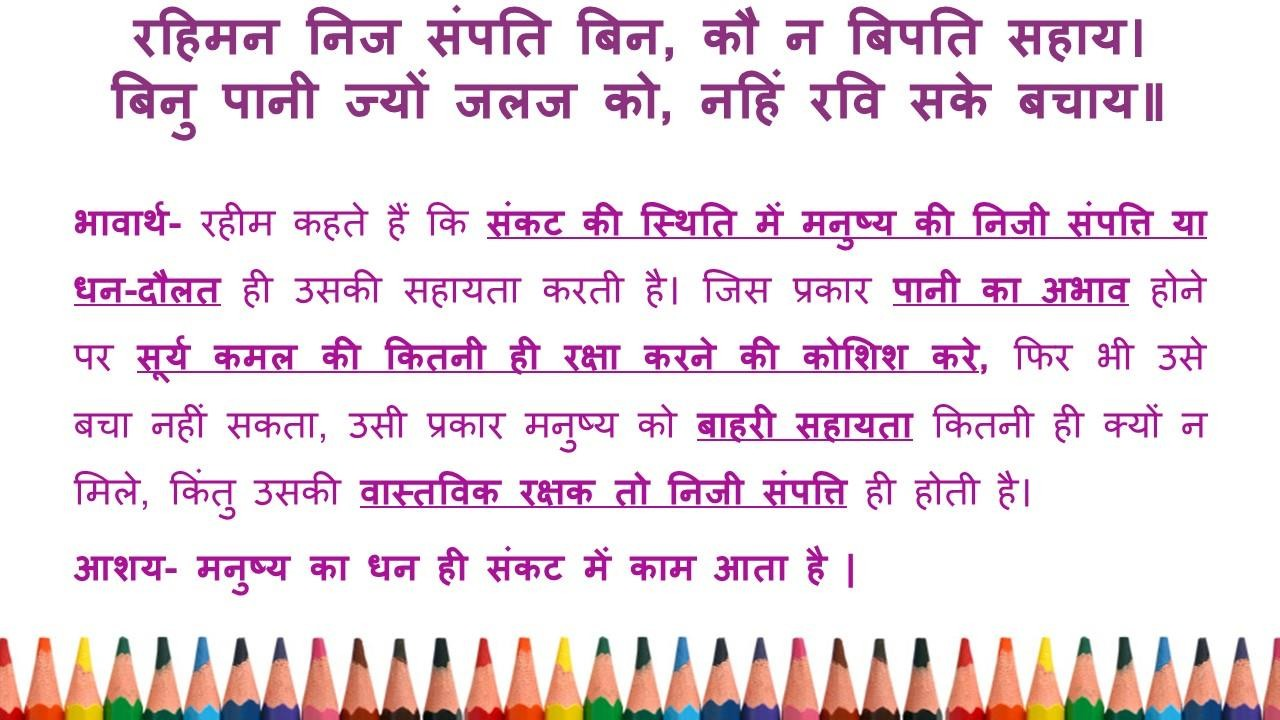 रहिमन निज संपति बिन, कौ न बिपति सहाय।
बिनु पानी ज्यों जलज को, नहिं रवि सके बचाय॥
भावार्थ- रहीम कहते हैं कि संकट की स्थिति में मनुष्य की निजी संपत्ति या
धन-दौलत ही उसकी सहायता करती है। जिस प्रकार पानी का अभाव होने
पर सूर्य कमल की कितनी ही रक्षा करने की कोशिश करे, फिर भी उसे
बचा नहीं सकता, उसी प्रकार मनुष्य को बाहरी सहायता कितनी ही क्यों न
मिले, किंतु उसकी वास्तविक रक्षक तो निजी संपत्ति ही होती है।
आशय- मनुष्य का धन ही संकट में काम आता है |